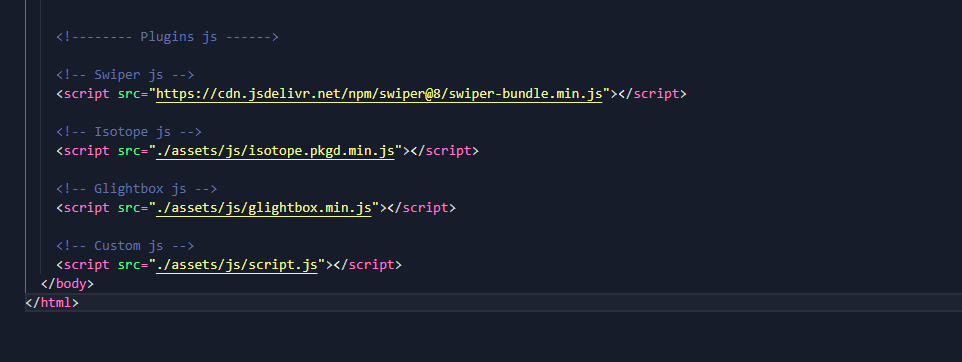 <!-------- Plugins js ------>
<!-- Swiper js -->
<script src="https://cdn.jsdelivr.net/npm/swiper@8/swiper-bundle.min.js"></script>
<!-- Isotope js -->
<script src="./assets/js/isotope.pkgd.min.js"></script>
<!-- Glightbox js -->
<script src="./assets/js/glightbox.min.js"></script>
<!-- Custom js -->
<script src="./assets/js/script.js"></script>
</body>
</html>